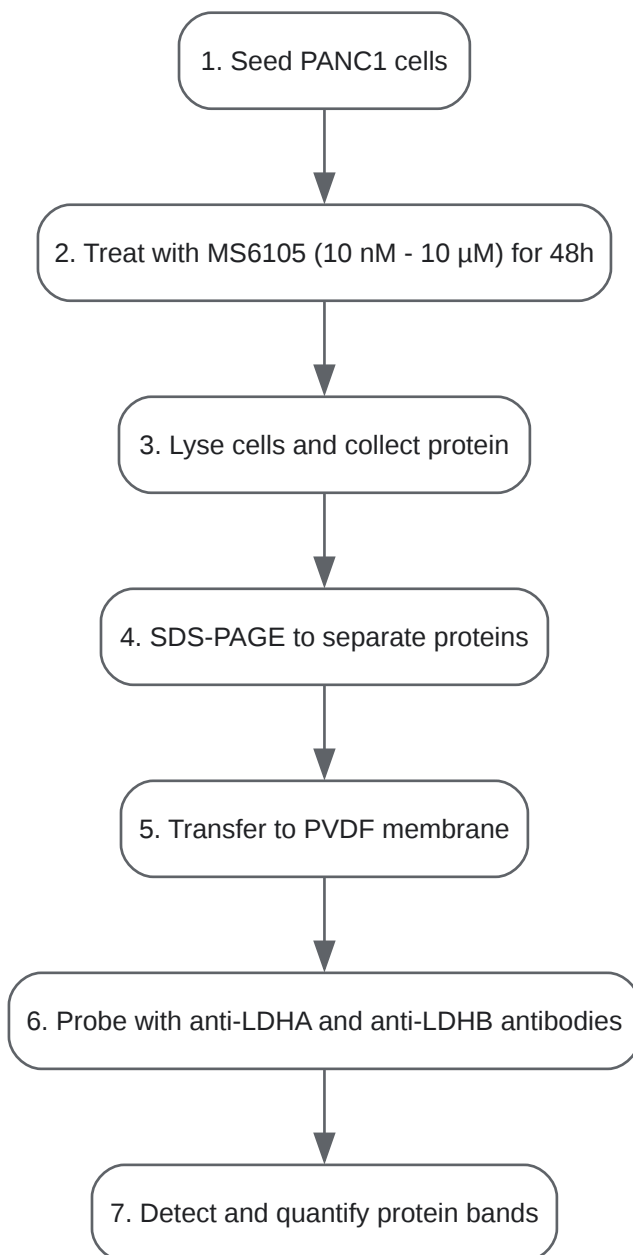 1. Seed PANC1 cells
2. Treat with MS6105 (10 nM - 10 µM) for 48h
3. Lyse cells and collect protein
4. SDS-PAGE to separate proteins
5. Transfer to PVDF membrane
6. Probe with anti-LDHA and anti-LDHB antibodies
7. Detect and quantify protein bands